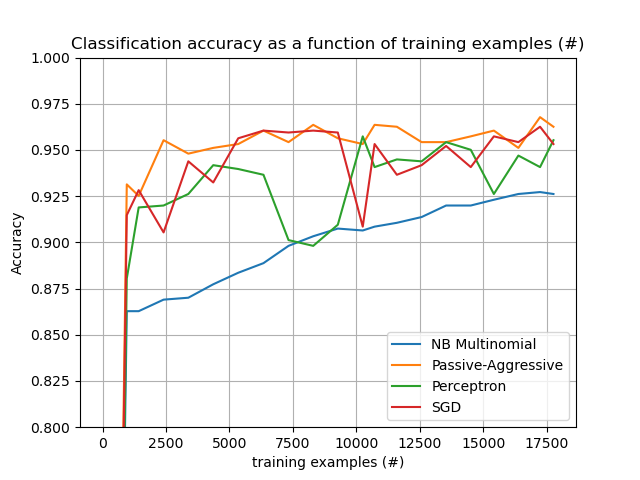 Classification accuracy as a function of training examples (#)
1.000
0.975
0.950
0.925
0.900
0.875
0.850
0.825
0.800
Accuracy
NB Multinomial
Passive-Aggressive
Perceptron
SGD
0 2500 5000 7500 10000 12500 15000 17500
training examples (#)